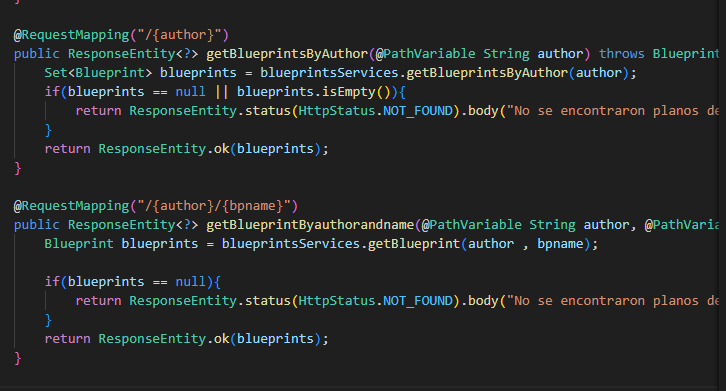 }
@RequestMapping("/{author}")
public ResponseEntity<?> getBlueprintsByAuthor(@PathVariable String author) throws Blueprint
Set<Blueprint> blueprints = blueprintsServices.getBlueprintsByAuthor(author);
if(blueprints == null || blueprints.isEmpty()){
return ResponseEntity.status(HttpStatus.NOT_FOUND).body("No se encontraron planos de
}
return ResponseEntity.ok(blueprints);
}
@RequestMapping("/{author}/{bpname}")
public ResponseEntity<?> getBlueprintByauthorandname(@PathVariable String author, @PathVaria
Blueprint blueprints = blueprintsServices.getBlueprint(author , bpname);
if(blueprints == null){
return ResponseEntity.status(HttpStatus.NOT_FOUND).body("No se encontraron planos de
}
return ResponseEntity.ok(blueprints);
}